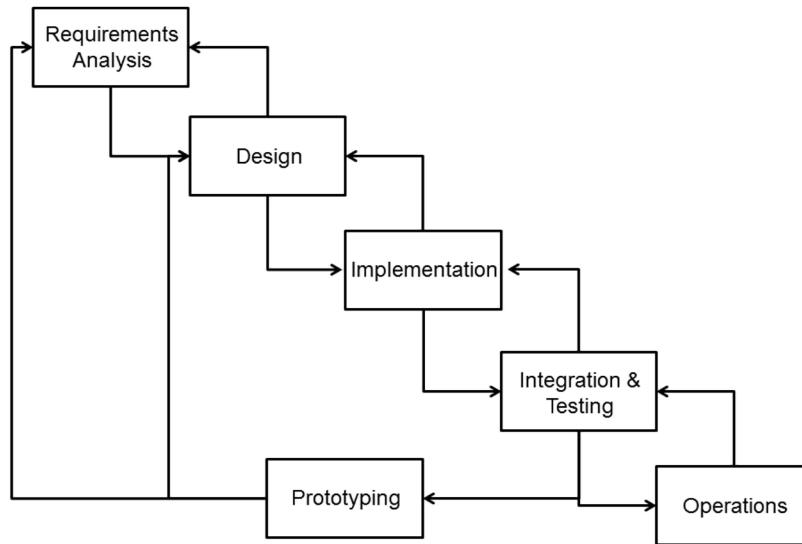 Requirements
Analysis
Design
Implementation
Integration &
Testing
Prototyping
Operations